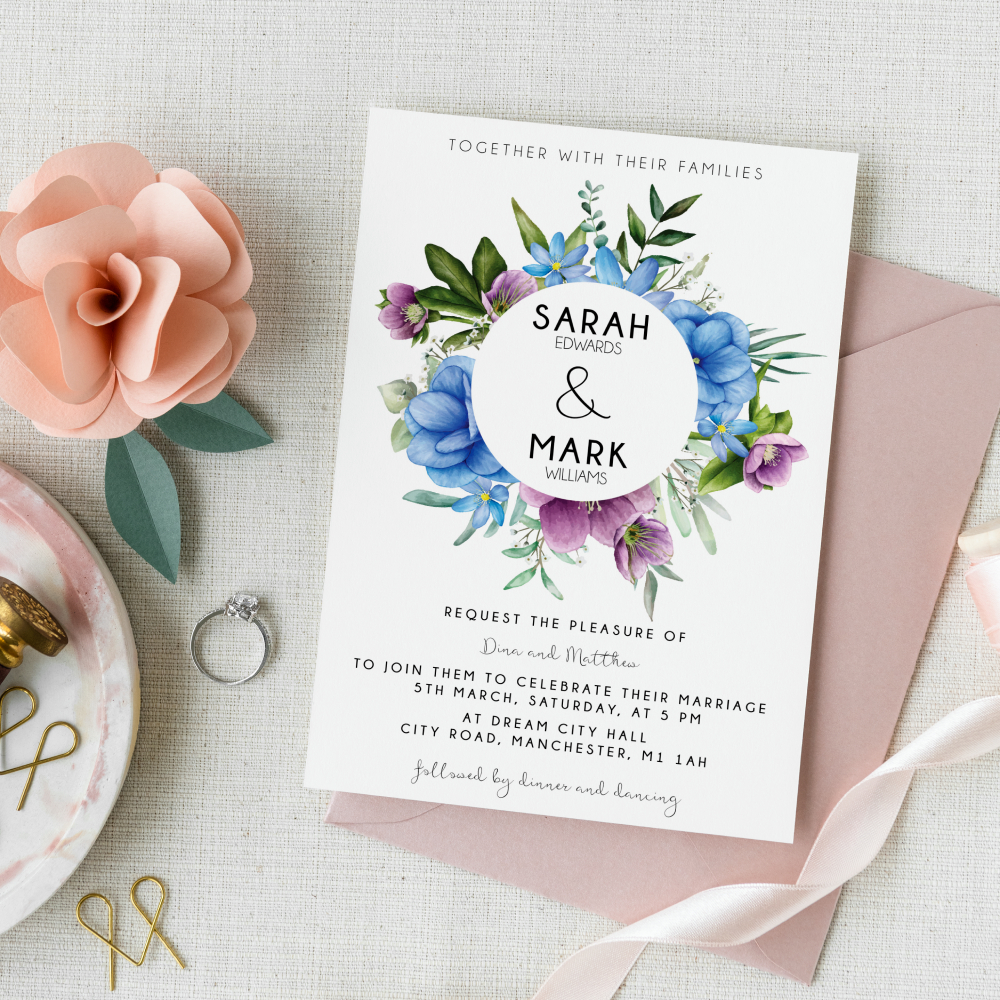 TOGETHER WITH THEIR FAMILIES
SARAH
EDWARDS
&
MARK
WILLIAMS
REQUEST THE PLEASURE OF
Dina and Matthew
TO JOIN THEM TO CELEBRATE THEIR MARRIAGE
5TH MARCH, SATURDAY, AT 5 PM
AT DREAM CITY HALL
CITY ROAD, MANCHESTER, M1 1AH
followed by dinner and dancing